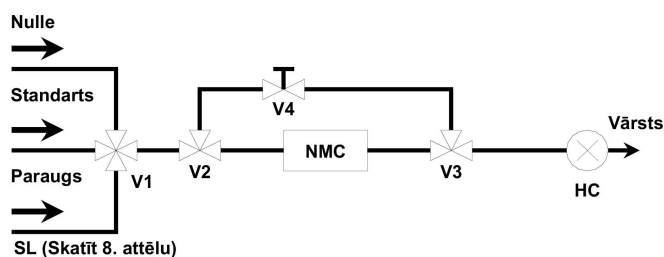 Nulle
Standarts
Paraugs
SL (Skatīt 8. attēlu)
V1
V2
V4
NMC
V3
HC
Vārsts